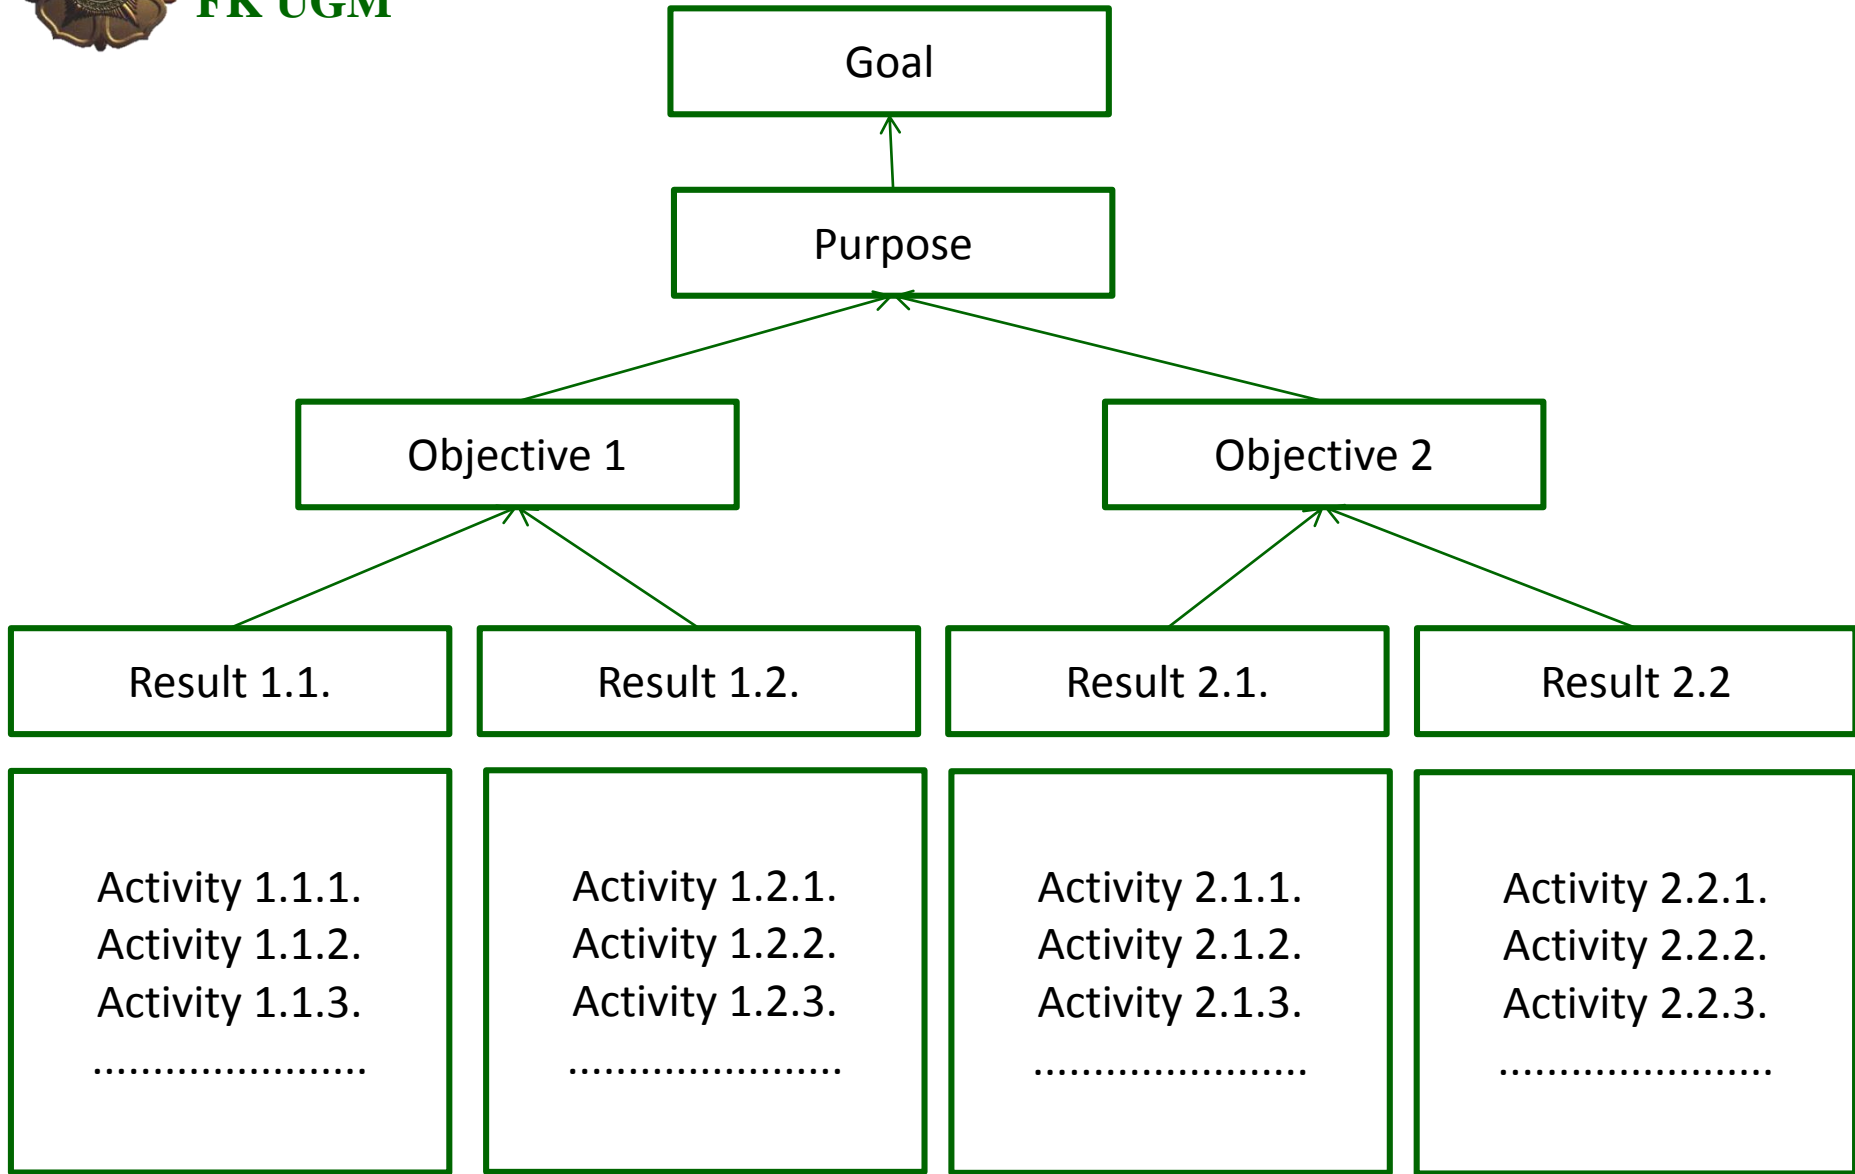 FK UGM
Goal
Purpose
Objective 1
Objective 2
Result 1.1.
Result 1.2.
Result 2.1.
Result 2.2
Activity 1.1.1.
Activity 1.1.2.
Activity 1.1.3.
.......................
Activity 1.2.1.
Activity 1.2.2.
Activity 1.2.3.
.......................
Activity 2.1.1.
Activity 2.1.2.
Activity 2.1.3.
.......................
Activity 2.2.1.
Activity 2.2.2.
Activity 2.2.3.
.......................